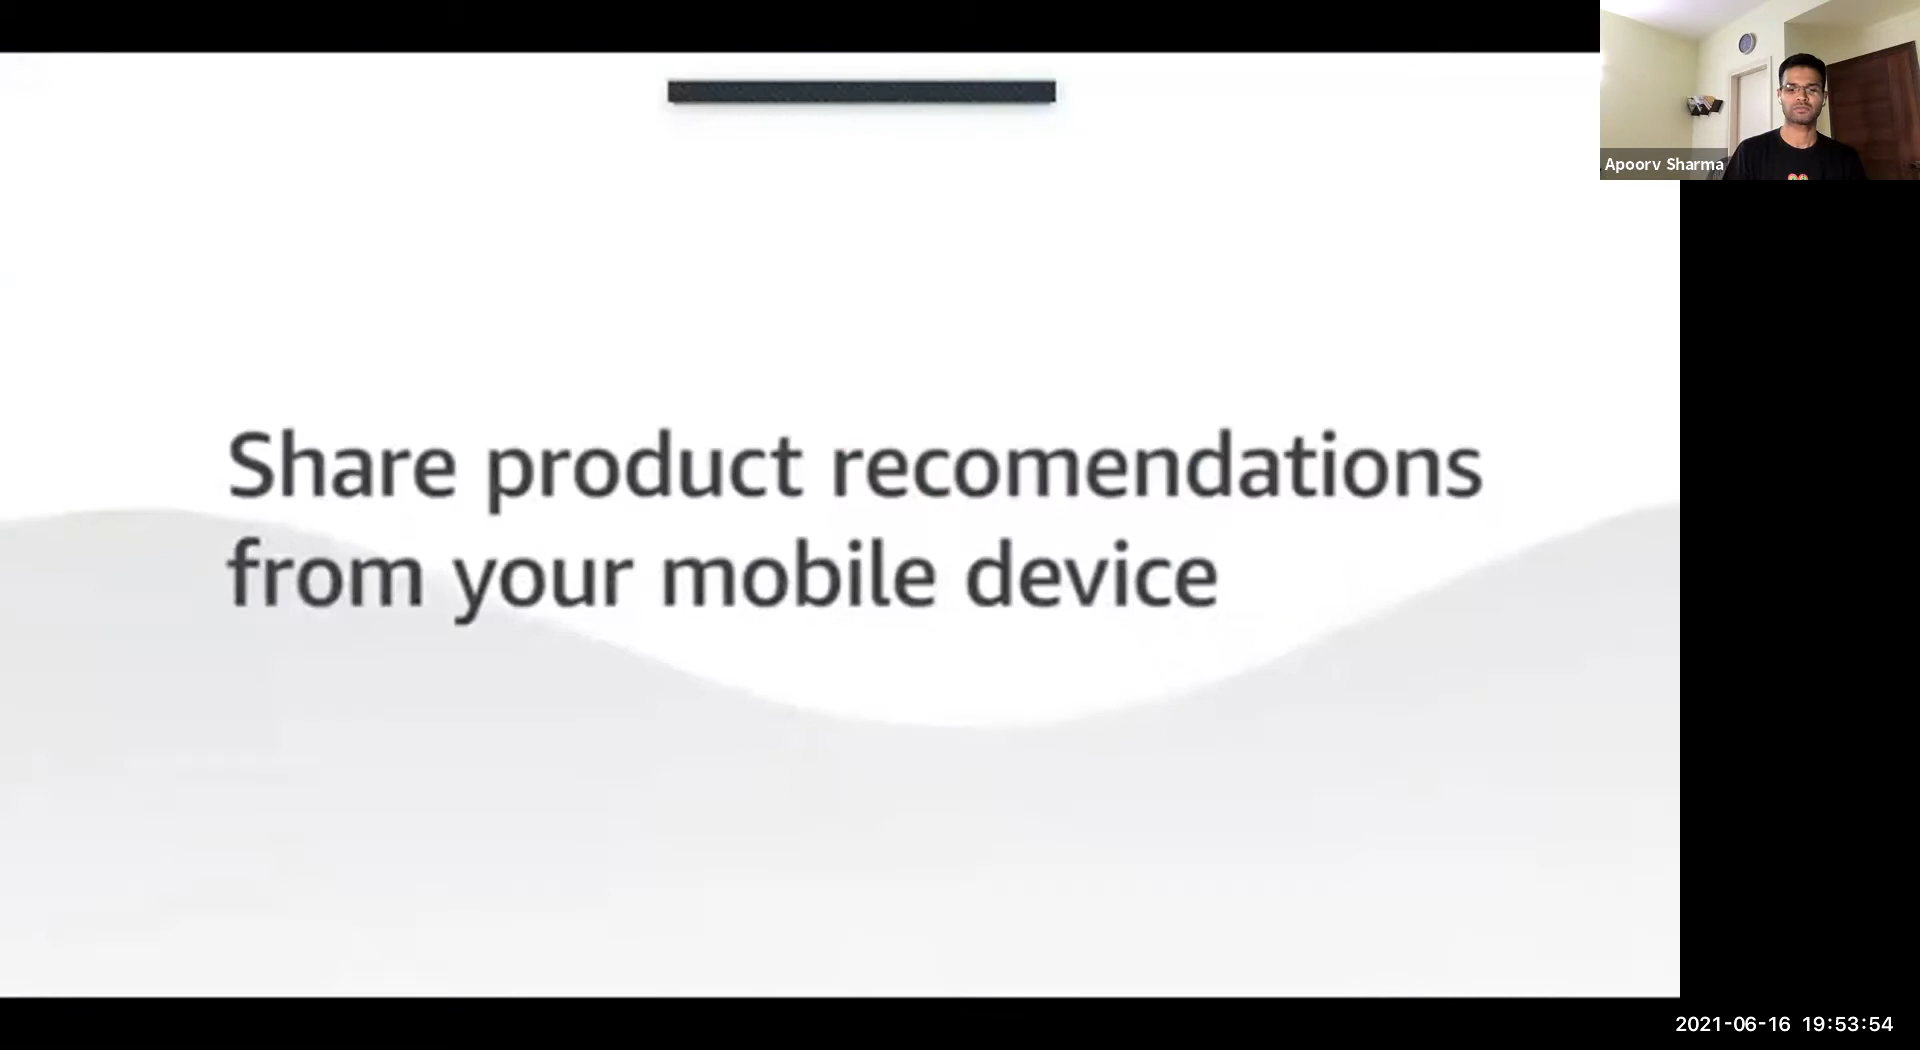 Apoorv Sharma
Share product recomendations
from your mobile device
2021-06-16 19:53:54